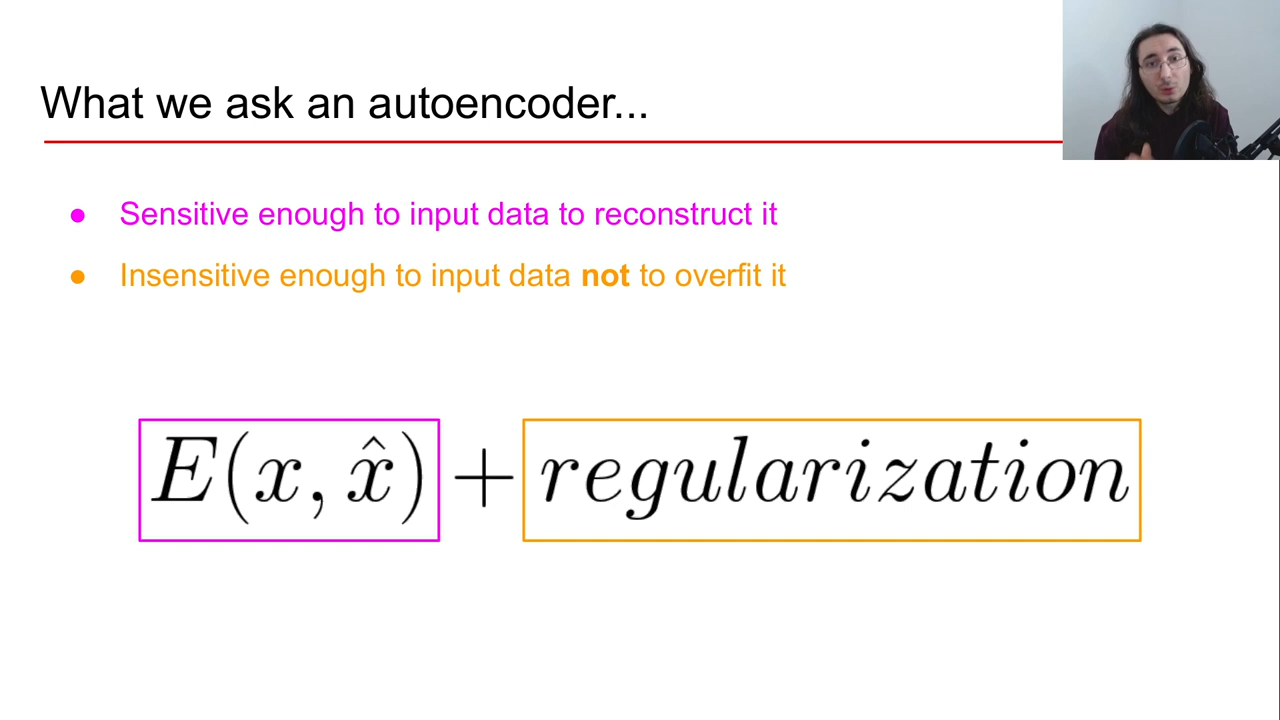 What we ask an autoencoder...
● Sensitive enough to input data to reconstruct it
● Insensitive enough to input data not to overfit it
E(x, x̂) + regularization